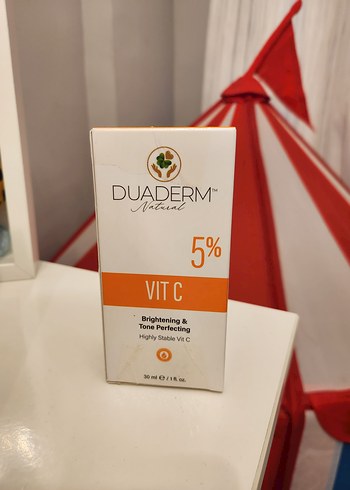 DUADERM™
Natural
5%
VIT C
Brightening &
Tone Perfecting
Highly Stable Vit C
30 ml ℮ / 1 fl. oz.